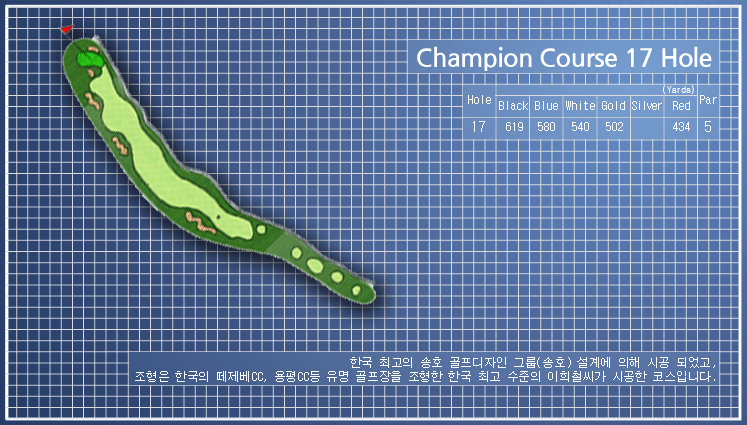 Champion Course 17 Hole
(Yards)
Hole Black Blue White Gold Silver Red Par
17 619 580 540 502 434 5
한국 최고의 송호 골프디자인 그룹(송호) 설계에 의해 시공 되었고,
조형은 한국의 떼제베CC, 용평CC등 유명 골프장을 조형한 한국 최고 수준의 이희철씨가 시공한 코스입니다.